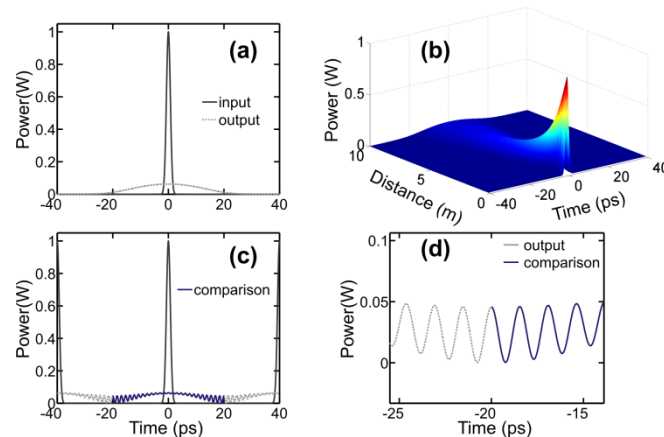 (a)
Power(W)
1
0.8
0.6
0.4
0.2
0
input
output
-40
-20
0
20
40
(b)
Power (W)
1
0.5
0
10
5
0
Distance (m)
-40
-20
0
20
40
Time (ps)
(c)
Power(W)
1
0.8
0.6
0.4
0.2
0
comparison
-40
-20
0
20
40
Time (ps)
(d)
Power(W)
0.1
0.05
0
output
comparison
-25
-20
-15
Time (ps)